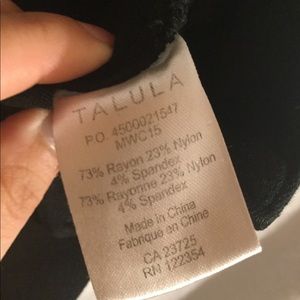 TALULA
P.O. 4500021547
MWC15
73% Rayon 23% Nylon
4% Spandex
73% Rayonne 23% Nylon
4% Spandex
Made in China
Fabriqué en Chine
CA 23725
RN 122354